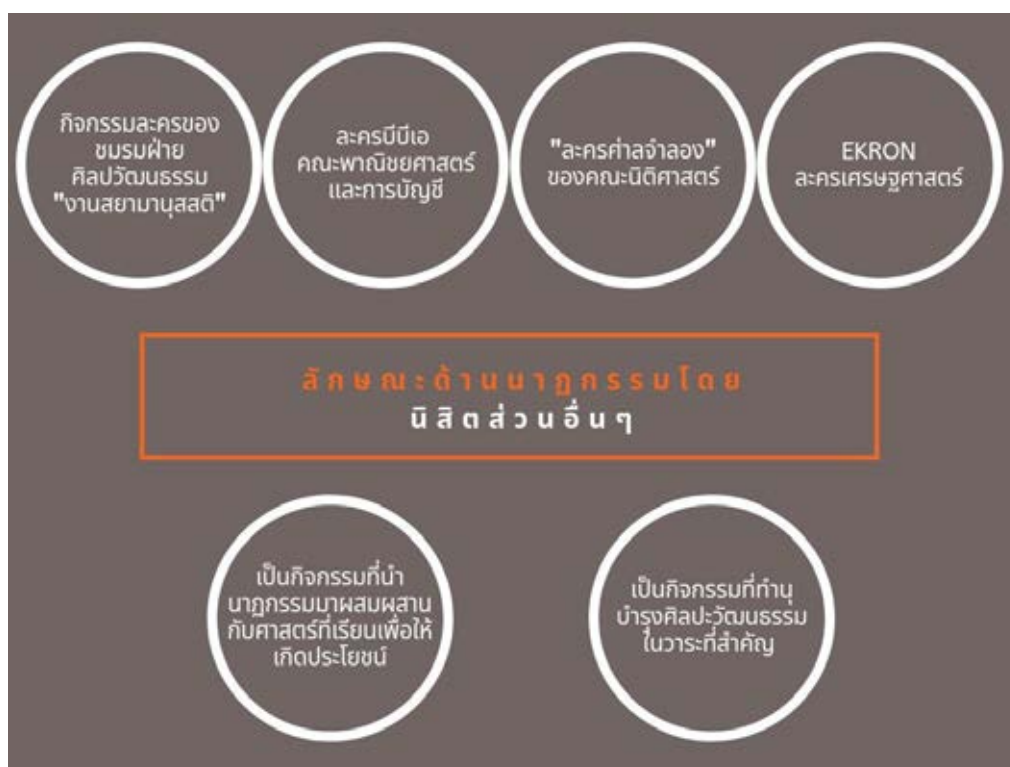 กิจกรรมละครของ
ชมรมฝ่าย
ศิลปวัฒนธรรม
"งานสยามานุสสติ"
ละครบีบีเอ
คณะพาณิชยศาสตร์
และการบัญชี
"ละครศาลจำลอง"
ของคณะนิติศาสตร์
EKRON
ละครเศรษฐศาสตร์
ลักษณะด้านนาฏกรรมโดย
นิสิตส่วนอื่นๆ
เป็นกิจกรรมที่นำ
นาฏกรรมมาผสมผสาน
กับศาสตร์ที่เรียนเพื่อให้
เกิดประโยชน์
เป็นกิจกรรมที่ทำนุ
บำรุงศิลปะวัฒนธรรม
ในวาระที่สำคัญ